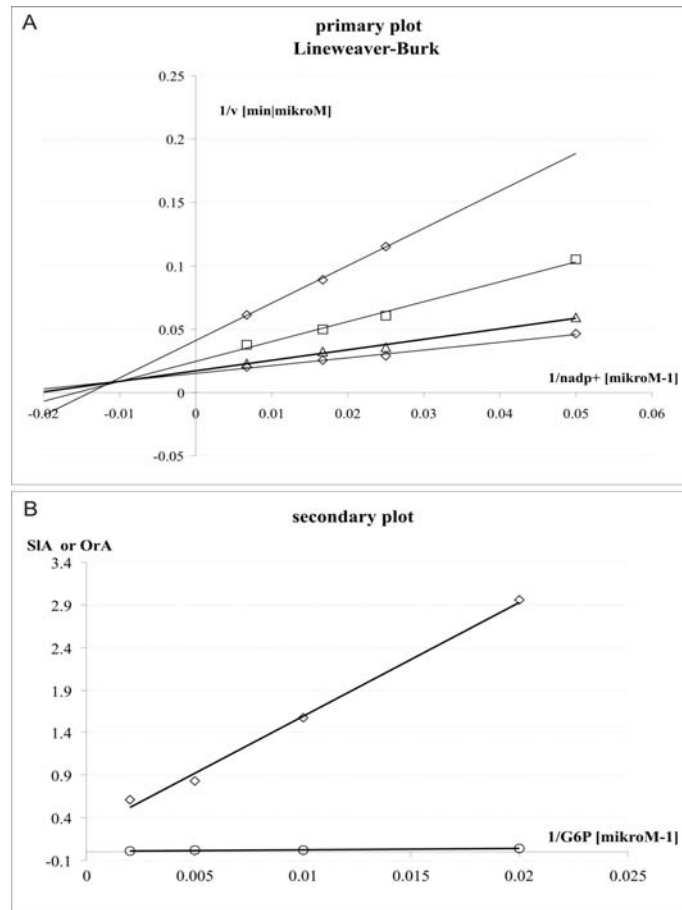 A
primary plot
Lineweaver-Burk
0.25
1/v [min|mikroM]
0.2
0.15
0.1
0.05
1/nadp+ [mikroM-1]
0
-0.02 -0.01 0 0.01 0.02 0.03 0.04 0.05 0.06
-0.05
B
secondary plot
SlA or OrA
3.4
2.9
2.4
1.9
1.4
0.9
0.4
1/G6P [mikroM-1]
-0.1
0 0.005 0.01 0.015 0.02 0.025